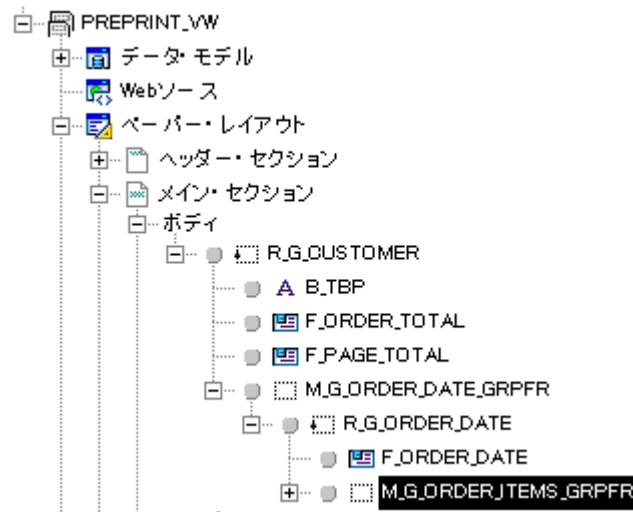 PREPRINT_VW
データ・モデル
Webソース
ペーパー・レイアウト
ヘッダー・セクション
メイン・セクション
ボディ
R_G_CUSTOMER
B_TBP
F_ORDER_TOTAL
F_PAGE_TOTAL
M_G_ORDER_DATE_GRPFR
R_G_ORDER_DATE
F_ORDER_DATE
M_G_ORDER_ITEMS_GRPFR